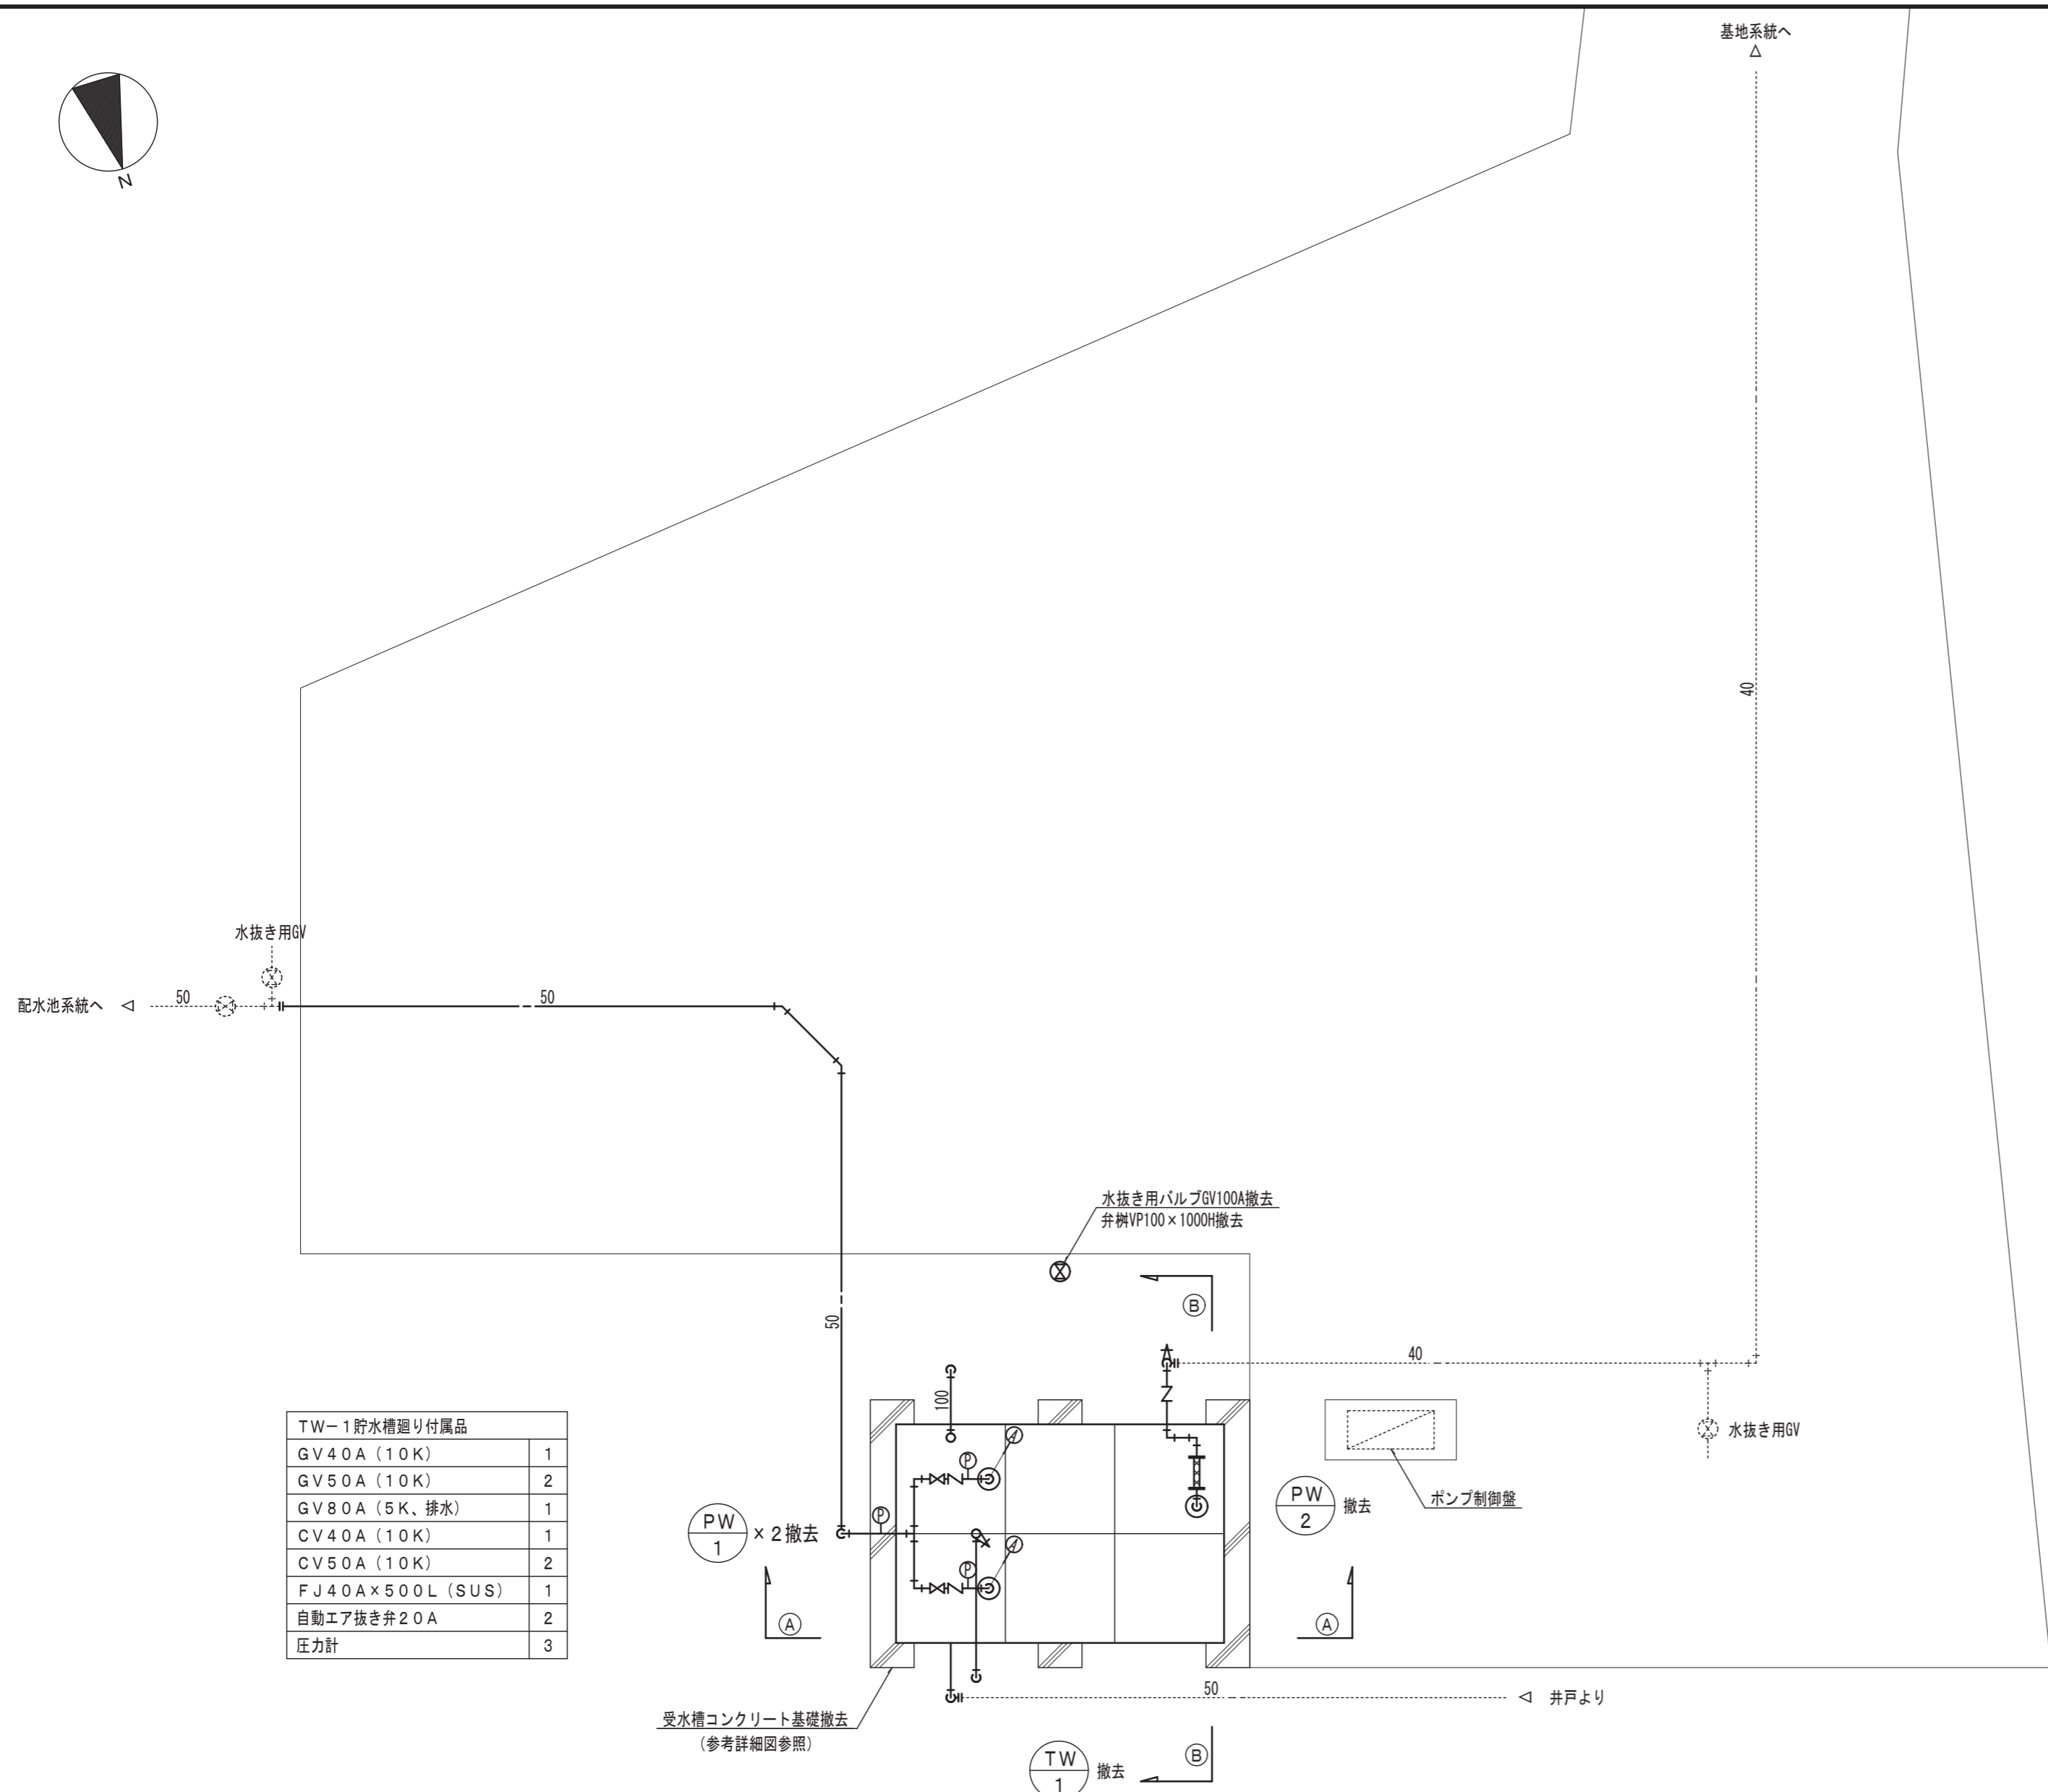 基地系統へ
N
40
水抜き用GV
配水池系統へ
50
50
水抜き用バルブGV100A撤去
弁桝VP100×1000H撤去
B
50
40
100
水抜き用GV
A
P
ポンプ制御盤
PW
2
撤去
P
PW
1
×2撤去
A
P
A
A
TW-1貯水槽廻り付属品
GV40A(10K) 1
GV50A(10K) 2
GV80A(5K、排水) 1
CV40A(10K) 1
CV50A(10K) 2
FJ40A×500L(SUS) 1
自動エア抜き弁20A 2
圧力計 3
50
井戸より
受水槽コンクリート基礎撤去
(参考詳細図参照)
B
TW
1
撤去